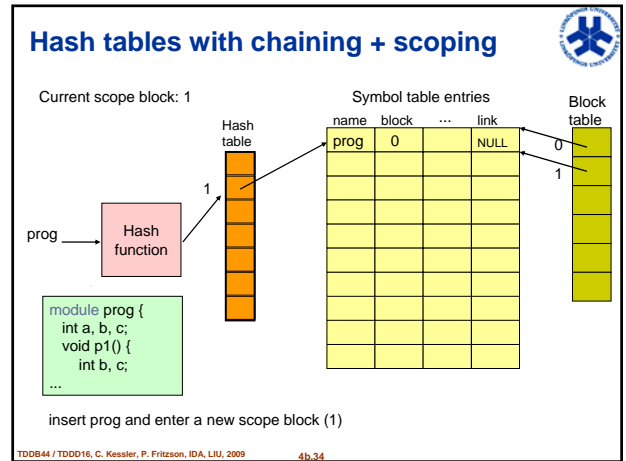 Hash tables with chaining + scoping
Current scope block: 1
Symbol table entries
Block
table
Hash
table
name block ... link
prog 0 NULL
0
1
1
prog
Hash
function
module prog {
int a, b, c;
void p1() {
int b, c;
...
insert prog and enter a new scope block (1)
TDDB44 / TDDD16, C. Kessler, P. Fritzson, IDA, LIU, 2009
4b.34